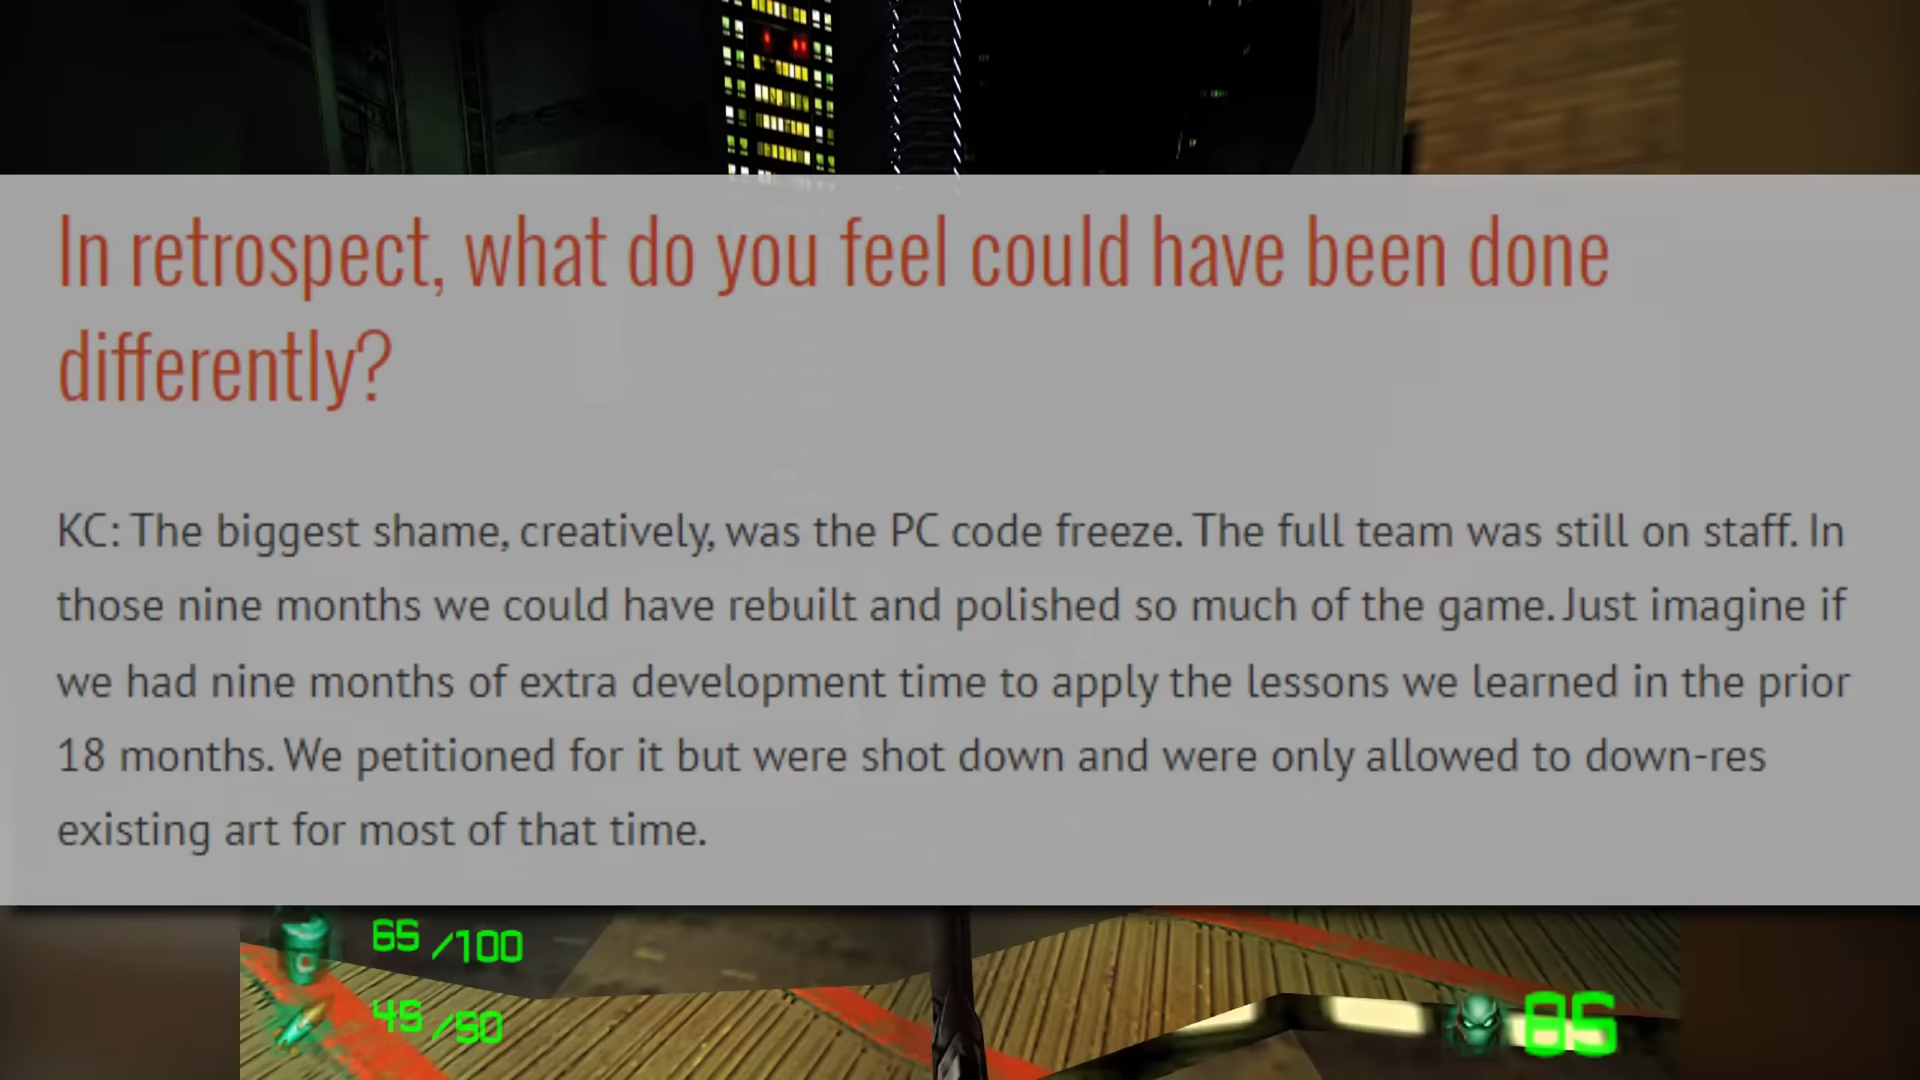 In retrospect, what do you feel could have been done
differently?
KC: The biggest shame, creatively, was the PC code freeze. The full team was still on staff. In
those nine months we could have rebuilt and polished so much of the game. Just imagine if
we had nine months of extra development time to apply the lessons we learned in the prior
18 months. We petitioned for it but were shot down and were only allowed to down-res
existing art for most of that time.
65/100
45/50
85